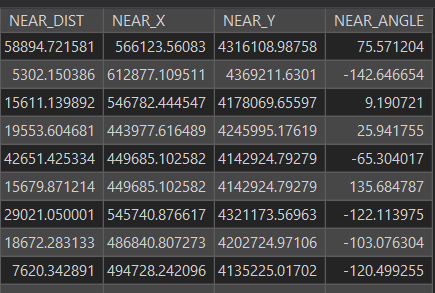 NEAR_DIST NEAR_X NEAR_Y NEAR_ANGLE
58894.721581 566123.56083 4316108.98758 75.571204
5302.150386 612877.109511 4369211.6301 -142.646654
15611.139892 546782.444547 4178069.65597 9.190721
19553.604681 443977.616489 4245995.17619 25.941755
42651.425334 449685.102582 4142924.79279 -65.304017
15679.871214 449685.102582 4142924.79279 135.684787
29021.050001 545740.876617 4321173.56963 -122.113975
18672.283133 486840.807273 4202724.97106 -103.076304
7620.342891 494728.242096 4135225.01702 -120.499255